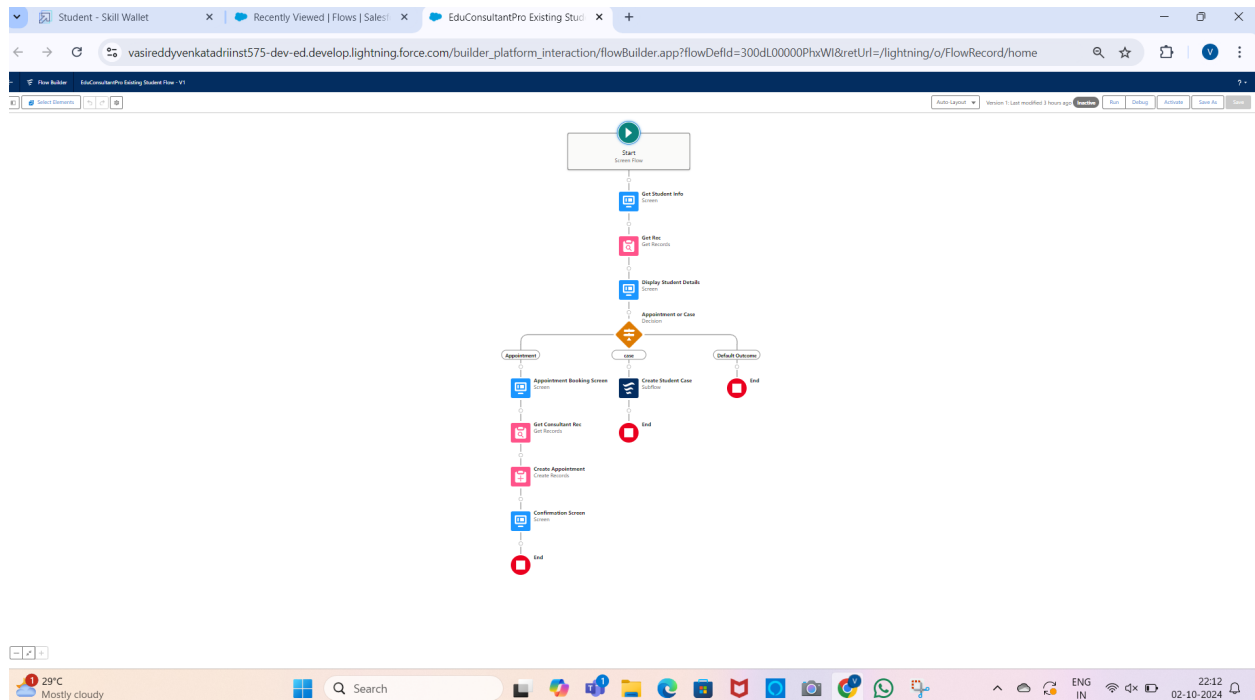 Student - Skill Wallet
Recently Viewed | Flows | Salesf
EduConsultantPro Existing Stud
vasireddyvenkatadriinst575-dev-ed.develop.lightning.force.com/builder_platform_interaction/flowBuilder.app?flowDefId=300dL00000PhxWI&retUrl=/lightning/o/FlowRecord/home
V
Flow Builder EduConsultantPro Existing Student Flow - V1
?
Select Elements
Auto-Layout Version 1: Last modified 3 hours ago Inactive Run Debug Activate Save As Save
Start
Screen Flow
Get Student Info
Screen
Get Rec
Get Records
Display Student Details
Screen
Appointment or Case
Decision
Appointment case Default Outcome
Appointment Booking Screen
Screen
Create Student Case
Subflow
End
Get Consultant Rec
Get Records
End
Create Appointment
Create Records
Confirmation Screen
Screen
End
1
29°C
Mostly cloudy
Search
1
V
ENG
IN
22:12
02-10-2024